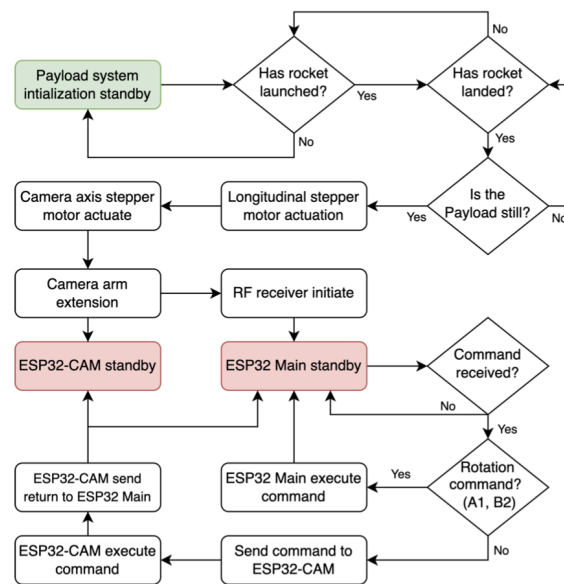 No
Payload system
intialization standby
Has rocket
launched?
Has rocket
landed?
Yes
No
Yes
Camera axis stepper
motor actuate
Longitudinal stepper
motor actuation
Is the
Payload still?
Yes
No
Camera arm
extension
RF receiver initiate
ESP32-CAM standby
ESP32 Main standby
Command
received?
No
Yes
ESP32-CAM send
return to ESP32 Main
ESP32 Main execute
command
Yes
Rotation
command?
(A1, B2)
No
ESP32-CAM execute
command
Send command to
ESP32-CAM